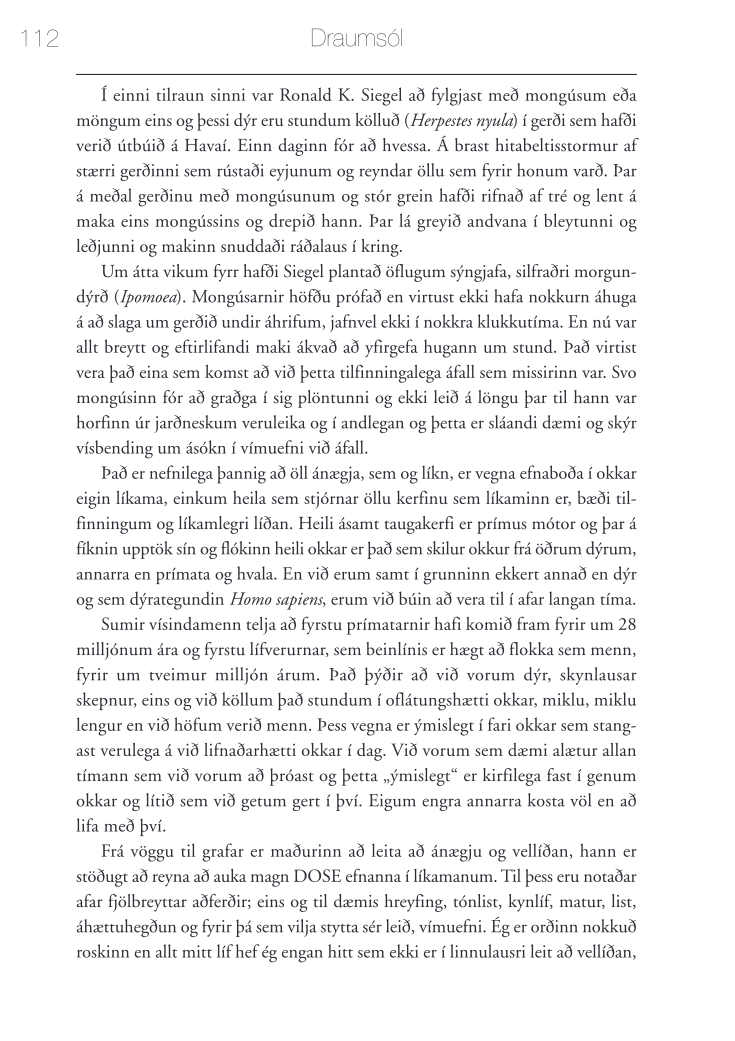 112
Draumsól
Í einni tilraun sinni var Ronald K. Siegel að fylgjast með mongúsum eða
möngum eins og þessi dýr eru stundum kölluð (Herpestes nyula) í gerði sem hafði
verið útbúið á Havaí. Einn daginn fór að hvessa. Á brast hitabeltisstormur af
stærri gerðinni sem rústaði eyjunum og reyndar öllu sem fyrir honum varð. Þar
á meðal gerðinu með mongúsunum og stór grein hafði rifnað af tré og lent á
maka eins mongússins og drepið hann. Þar lá greyið andvana í bleytunni og
leðjunni og makinn snuddaði ráðalaus í kring.
Um átta vikum fyrr hafði Siegel plantað öflugum sýngjafa, silfraðri morgun-
dýrð (Ipomoea). Mongúsarnir höfðu prófað en virtust ekki hafa nokkurn áhuga
á að slaga um gerðið undir áhrifum, jafnvel ekki í nokkra klukkutíma. En nú var
allt breytt og eftirlifandi maki ákvað að yfirgefa hugann um stund. Það virtist
vera það eina sem komst að við þetta tilfinningalega áfall sem missirinn var. Svo
mongúsinn fór að graðga í sig plöntunni og ekki leið á löngu þar til hann var
horfinn úr jarðneskum veruleika og í andlegan og þetta er sláandi dæmi og skýr
vísbending um ásókn í vímuefni við áfall.
Það er nefnilega þannig að öll ánægja, sem og líkn, er vegna efnaboða í okkar
eigin líkama, einkum heila sem stjórnar öllu kerfinu sem líkaminn er, bæði til-
finningum og líkamlegri líðan. Heili ásamt taugakerfi er prímus mótor og þar á
fíknin upptök sín og flókinn heili okkar er það sem skilur okkur frá öðrum dýrum,
annarra en prímata og hvala. En við erum samt í grunninn ekkert annað en dýr
og sem dýrategundin Homo sapiens, erum við búin að vera til í afar langan tíma.
Sumir vísindamenn telja að fyrstu prímatarnir hafi komið fram fyrir um 28
milljónum ára og fyrstu lífverurnar, sem beinlínis er hægt að flokka sem menn,
fyrir um tveimur milljón árum. Það þýðir að við vorum dýr, skynlausar
skepnur, eins og við köllum það stundum í oflátungshætti okkar, miklu, miklu
lengur en við höfum verið menn. Þess vegna er ýmislegt í fari okkar sem stang-
ast verulega á við lifnaðarhætti okkar í dag. Við vorum sem dæmi alætur allan
tímann sem við vorum að þróast og þetta „ýmislegt“ er kirfilega fast í genum
okkar og lítið sem við getum gert í því. Eigum engra annarra kosta völ en að
lifa með því.
Frá vöggu til grafar er maðurinn að leita að ánægju og vellíðan, hann er
stöðugt að reyna að auka magn DOSE efnanna í líkamanum. Til þess eru notaðar
afar fjölbreyttar aðferðir; eins og til dæmis hreyfing, tónlist, kynlíf, matur, list,
áhættuhegðun og fyrir þá sem vilja stytta sér leið, vímuefni. Ég er orðinn nokkuð
roskinn en allt mitt líf hef ég engan hitt sem ekki er í linnulausri leit að vellíðan,